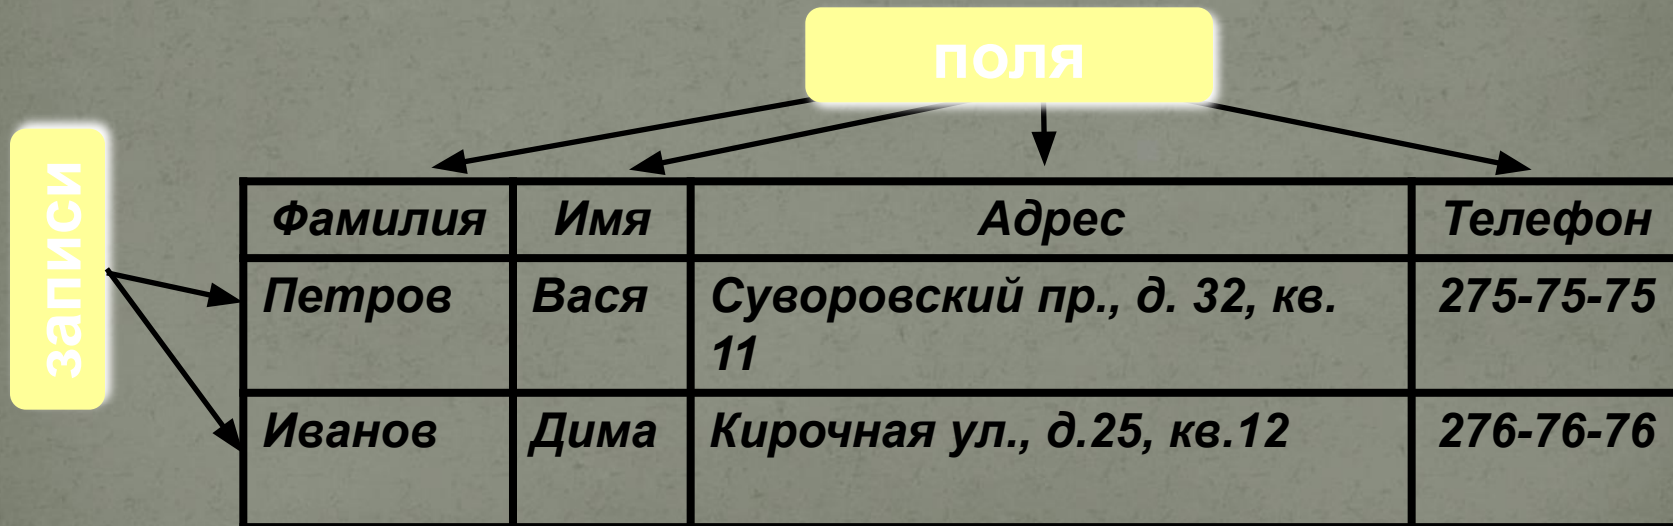 поля
записи
Фамилия Имя Адрес Телефон
Петров Вася Суворовский пр., д. 32, кв. 275-75-75
11
Иванов Дима Кирочная ул., д.25, кв.12 276-76-76